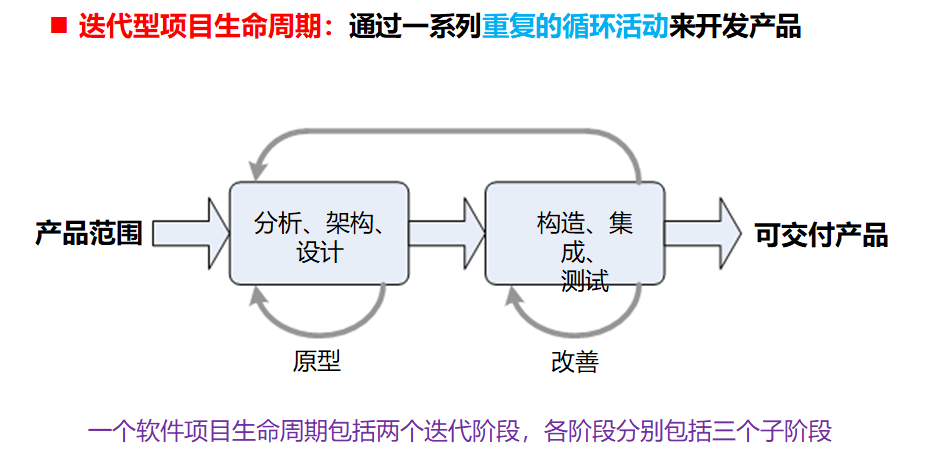 迭代型项目生命周期：通过一系列重复的循环活动来开发产品
产品范围
分析、架构、
设计
构造、集
成、
测试
可交付产品
原型
改善
一个软件项目生命周期包括两个迭代阶段，各阶段分别包括三个子阶段